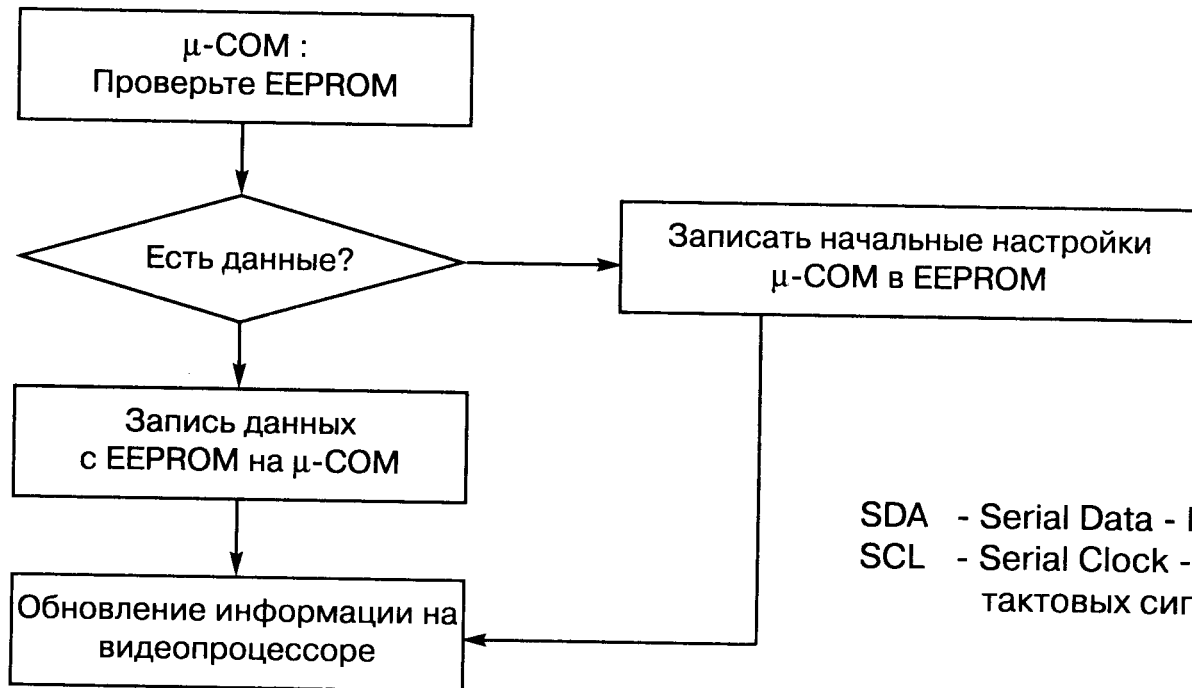 μ-COM :
Проверьте EEPROM
Есть данные?
Записать начальные настройки
μ-COM в EEPROM
Запись данных
с EEPROM на μ-COM
SDA - Serial Data -
SCL - Serial Clock -
тактовых
Обновление информации на
видеопроцессоре